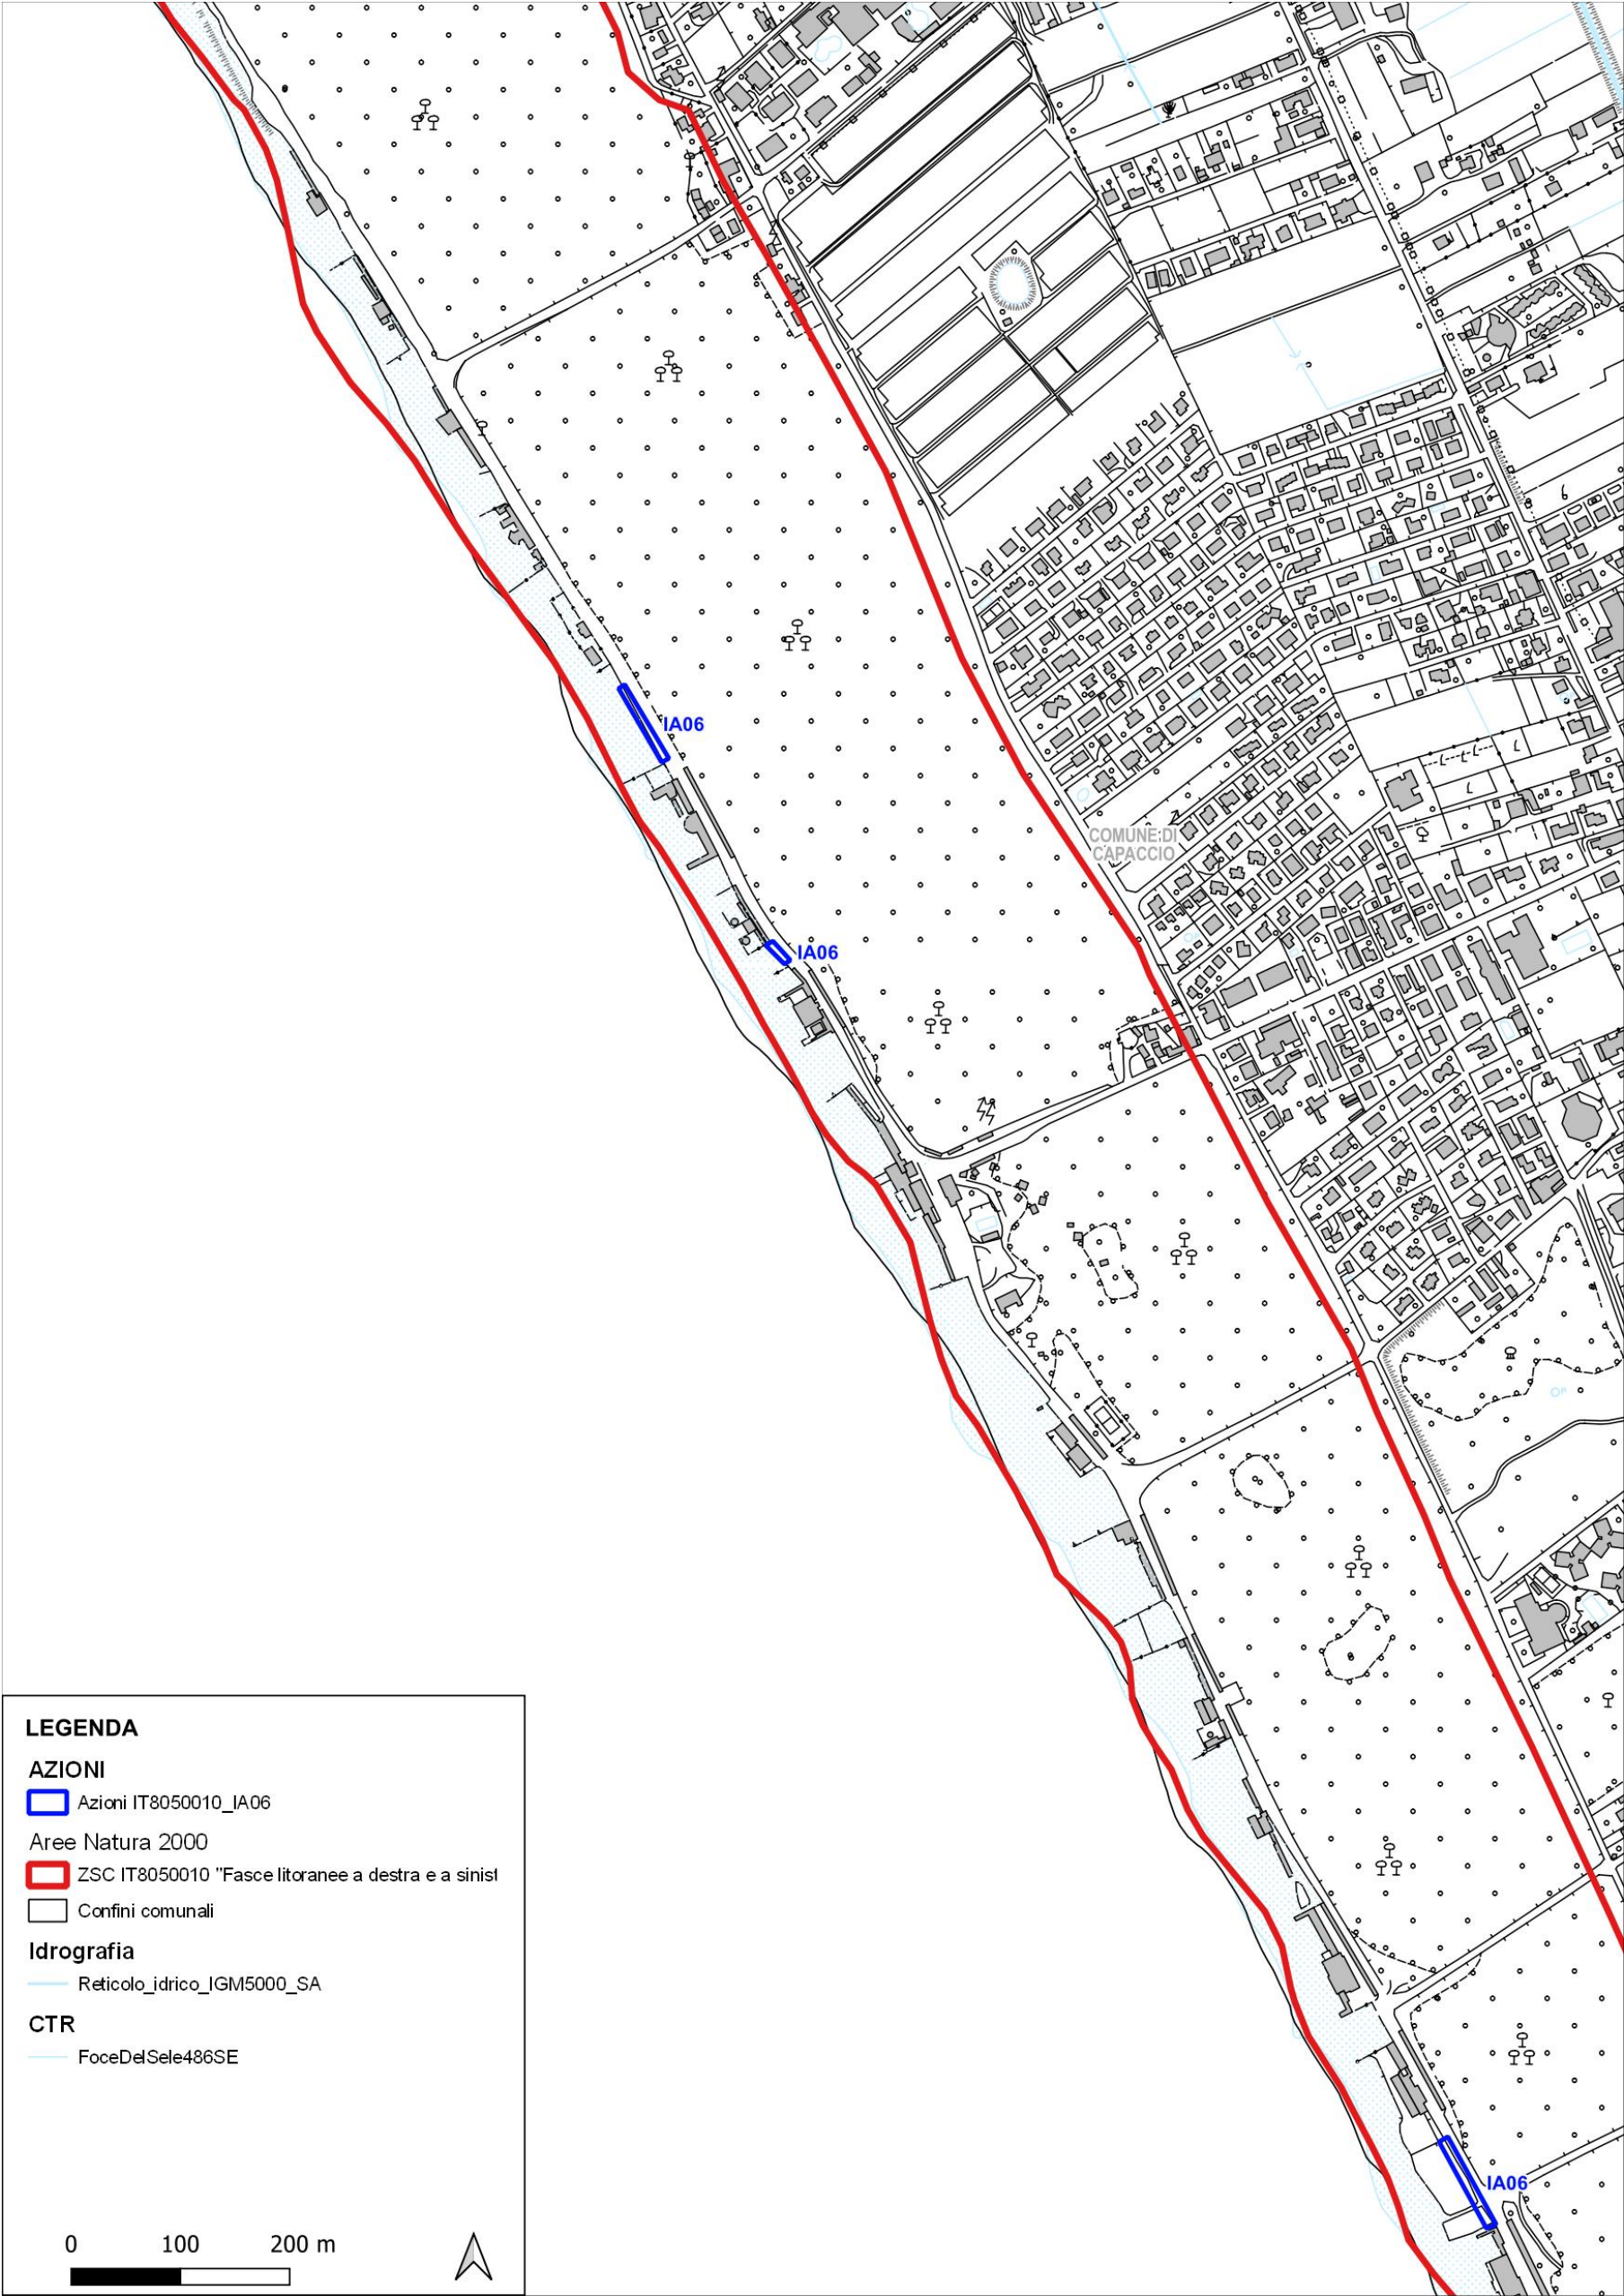 IA06
COMUNE DI
CAPACCIO
IA06
LEGENDA
AZIONI
Azioni IT8050010_IA06
Aree Natura 2000
ZSC IT8050010 "Fasce litoranee a destra e a sinist
Confini comunali
Idrografia
Reticolo_idrico_IGM5000_SA
CTR
FoceDelSele486SE
IA06
0 100 200 m